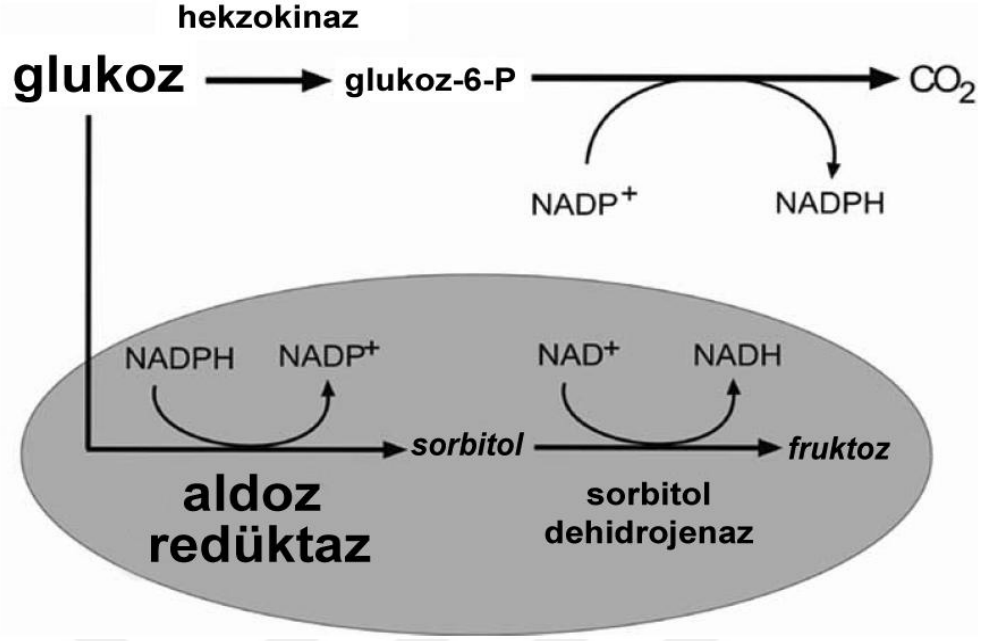 hekzokinaz
glukoz glukoz-6-P CO₂
NADP⁺ NADPH
NADPH NADP⁺ NAD⁺ NADH
sorbitol fruktoz
aldoz
redüktaz
sorbitol
dehidrojenaz